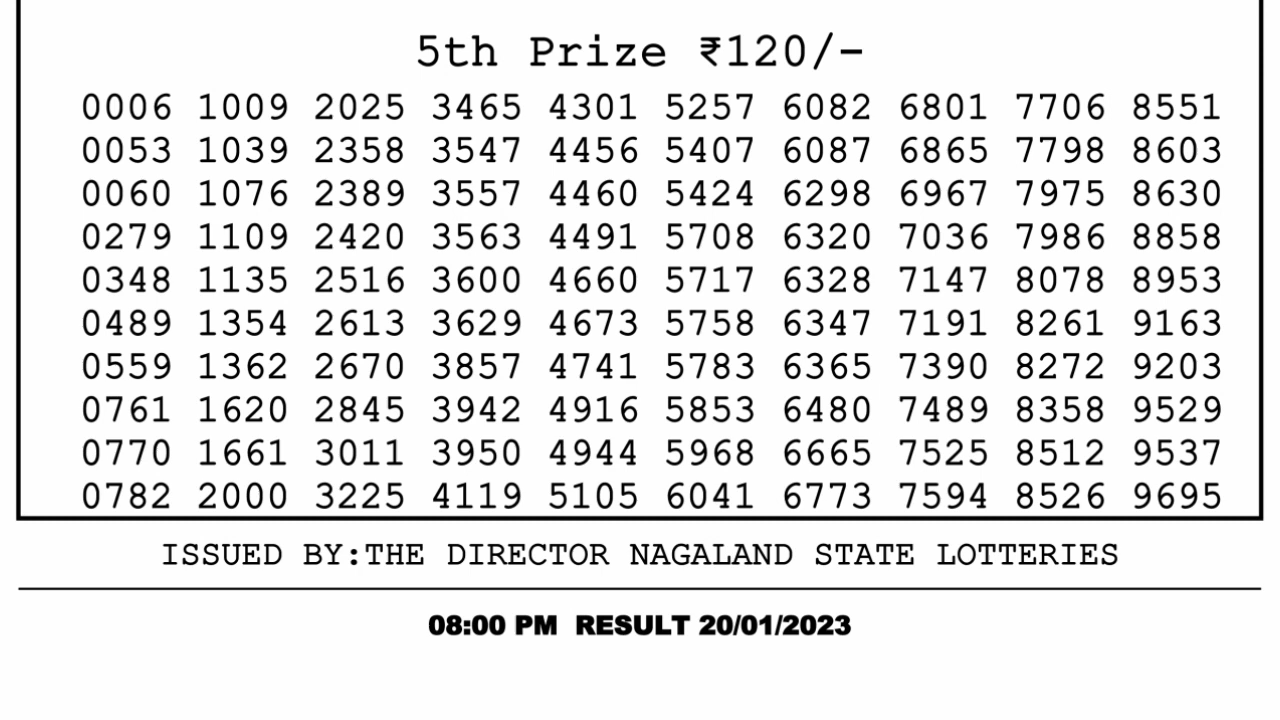 5th Prize ₹120/-
0006 1009 2025 3465 4301 5257 6082 6801 7706 8551
0053 1039 2358 3547 4456 5407 6087 6865 7798 8603
0060 1076 2389 3557 4460 5424 6298 6967 7975 8630
0279 1109 2420 3563 4491 5708 6320 7036 7986 8858
0348 1135 2516 3600 4660 5717 6328 7147 8078 8953
0489 1354 2613 3629 4673 5758 6347 7191 8261 9163
0559 1362 2670 3857 4741 5783 6365 7390 8272 9203
0761 1620 2845 3942 4916 5853 6480 7489 8358 9529
0770 1661 3011 3950 4944 5968 6665 7525 8512 9537
0782 2000 3225 4119 5105 6041 6773 7594 8526 9695
ISSUED BY:THE DIRECTOR NAGALAND STATE LOTTERIES
08:00 PM RESULT 20/01/2023